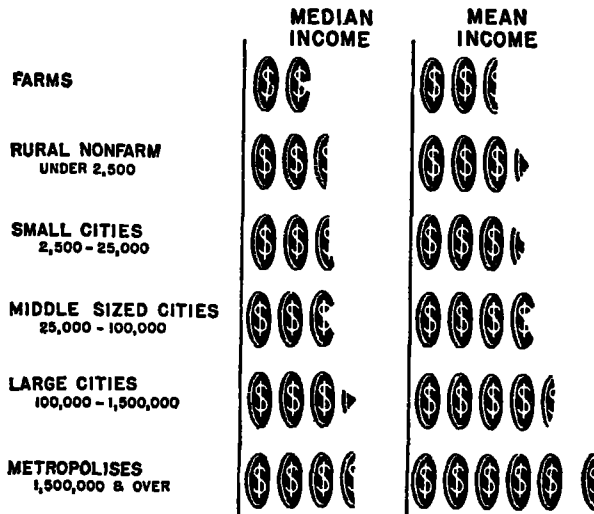 MEDIAN INCOME
MEAN INCOME
FARMS
RURAL NONFARM
UNDER 2,500
SMALL CITIES
2,500-25,000
MIDDLE SIZED CITIES
25,000 - 100,000
LARGE CITIES
100,000-1,500,000
METROPOLISES
1,500,000 & OVER